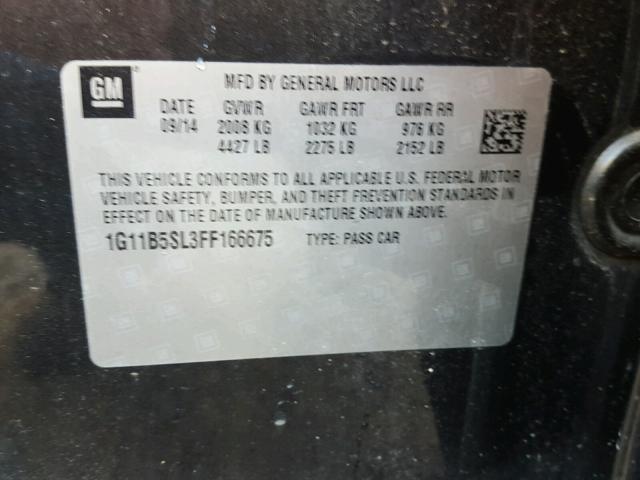 GM
MFD BY GENERAL MOTORS LLC
DATE GVWR GAWR FRT GAWR RR
09/14 2008 KG 1032 KG 976 KG
4427 LB 2275 LB 2152 LB
THIS VEHICLE CONFORMS TO ALL APPLICABLE U.S. FEDERAL MOTOR
VEHICLE SAFETY, BUMPER, AND THEFT PREVENTION STANDARDS IN
EFFECT ON THE DATE OF MANUFACTURE SHOWN ABOVE.
1G11B5SL3FF166675 TYPE: PASS CAR